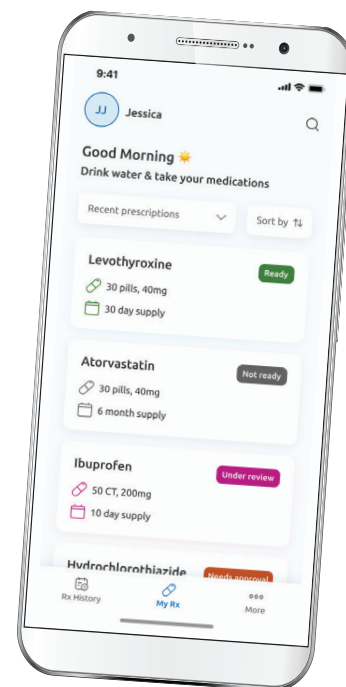 9:41
JJ
Jessica
Good Morning
Drink water & take your medications
Recent prescriptions
Sort by
Levothyroxine
Ready
30 pills, 40mg
30 day supply
Atorvastatin
Not ready
30 pills, 40mg
6 month supply
Ibuprofen
Under review
50 CT, 200mg
10 day supply
Hydrochlorothiazide
Needs approval
Rx History
My Rx
More